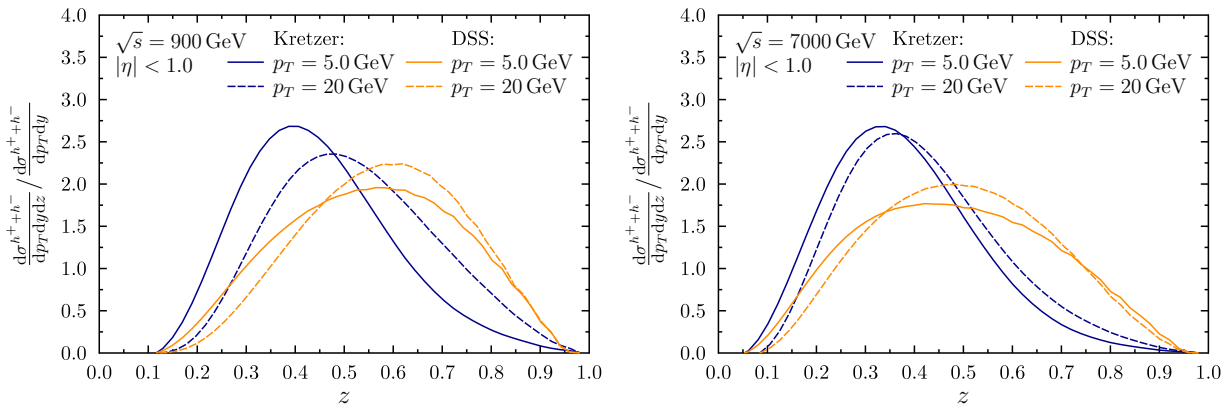 √s = 900 GeV
|η| < 1.0
Kretzer:
p_T = 5.0 GeV
p_T = 20 GeV
DSS:
p_T = 5.0 GeV
p_T = 20 GeV
dσ^{h^+ + h^-}/dp_T dy dz / dσ^{h^+ + h^-}/dp_T dy
4.0
3.5
3.0
2.5
2.0
1.5
1.0
0.5
0.0
0.0 0.1 0.2 0.3 0.4 0.5 0.6 0.7 0.8 0.9 1.0
z
√s = 7000 GeV
|η| < 1.0
Kretzer:
p_T = 5.0 GeV
p_T = 20 GeV
DSS:
p_T = 5.0 GeV
p_T = 20 GeV
dσ^{h^+ + h^-}/dp_T dy dz / dσ^{h^+ + h^-}/dp_T dy
4.0
3.5
3.0
2.5
2.0
1.5
1.0
0.5
0.0
0.0 0.1 0.2 0.3 0.4 0.5 0.6 0.7 0.8 0.9 1.0
z